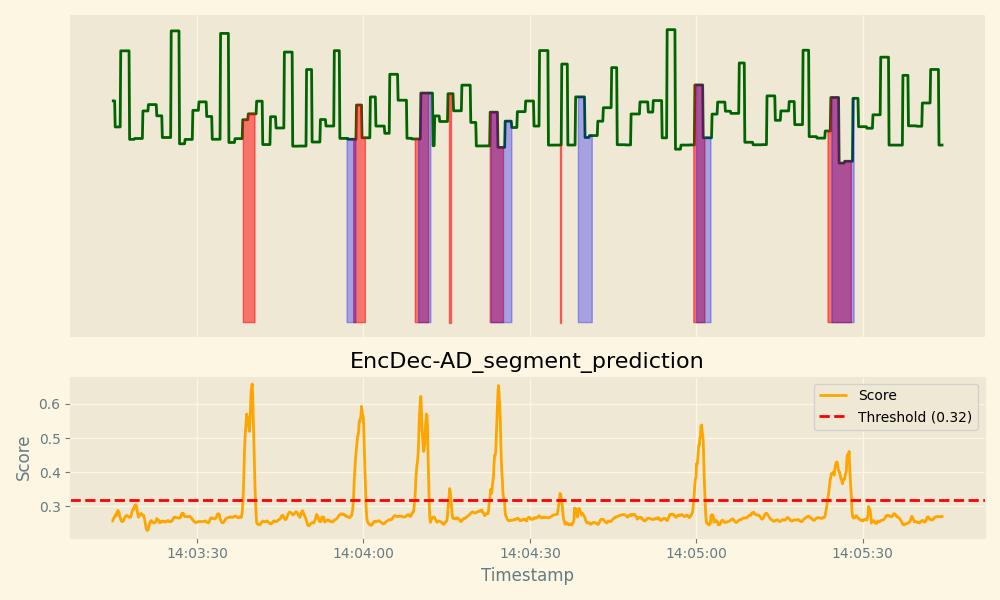 EncDec-AD_segment_prediction
Score
Threshold (0.32)
Score
0.6
0.5
0.4
0.3
14:03:30 14:04:00 14:04:30 14:05:00 14:05:30
Timestamp